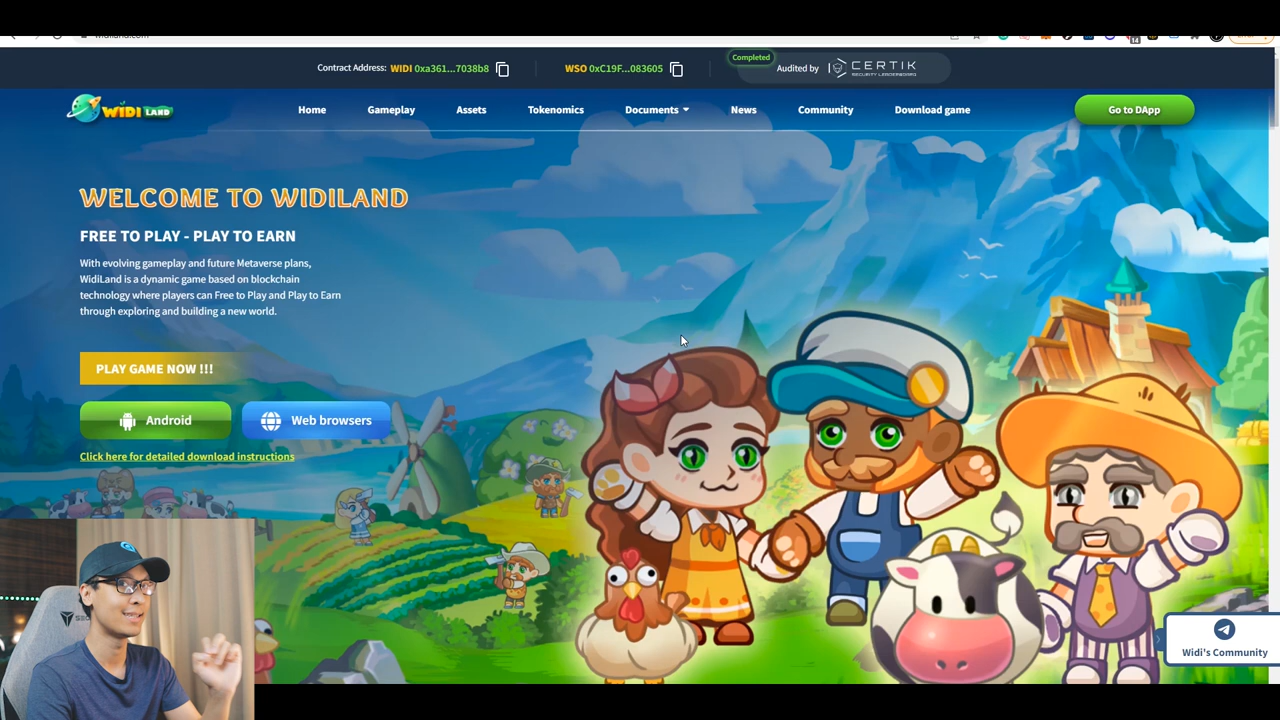 Contract Address: WIDI 0xa361...7038b8
WSO 0xC19F...083605
Completed
Audited by
CERTIK
SECURITY LEADERBOARD
WIDI LAND
Home
Gameplay
Assets
Tokenomics
Documents
News
Community
Download game
Go to DApp
WELCOME TO WIDILAND
FREE TO PLAY - PLAY TO EARN
With evolving gameplay and future Metaverse plans,
WidiLand is a dynamic game based on blockchain
technology where players can Free to Play and Play to Earn
through exploring and building a new world.
PLAY GAME NOW !!!
Android
Web browsers
Click here for detailed download instructions
Widi's Community